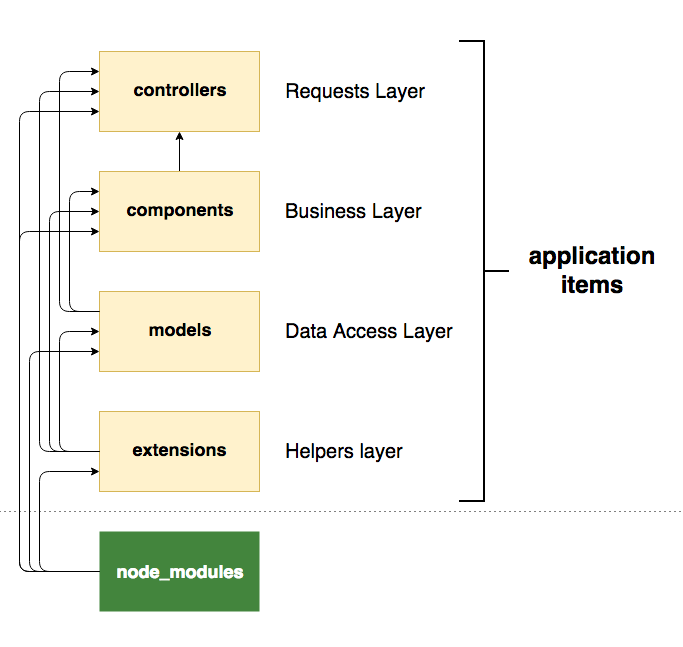 controllers
Requests Layer
components
Business Layer
application
items
models
Data Access Layer
extensions
Helpers layer
node_modules